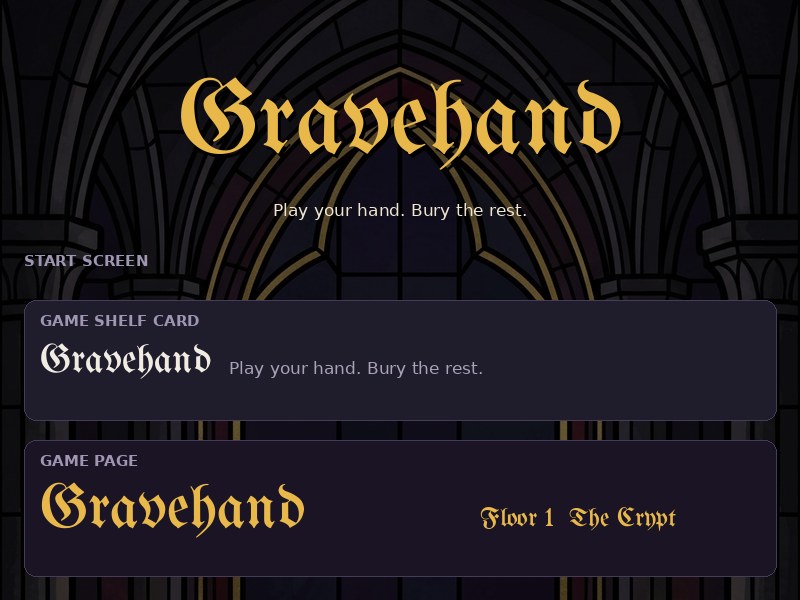 Gravehand
Play your hand. Bury the rest.
START SCREEN
GAME SHELF CARD
Gravehand Play your hand. Bury the rest.
GAME PAGE
Gravehand Floor 1 The Crypt